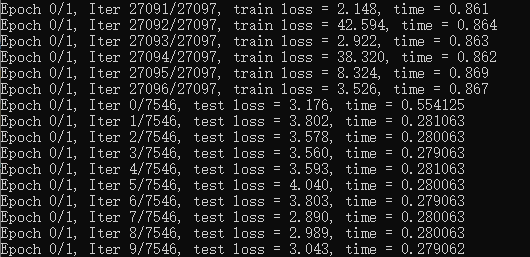 Epoch 0/1, Iter 27091/27097, train loss = 2.148, time = 0.861
Epoch 0/1, Iter 27092/27097, train loss = 42.594, time = 0.864
Epoch 0/1, Iter 27093/27097, train loss = 2.922, time = 0.863
Epoch 0/1, Iter 27094/27097, train loss = 38.320, time = 0.862
Epoch 0/1, Iter 27095/27097, train loss = 8.324, time = 0.869
Epoch 0/1, Iter 27096/27097, train loss = 3.526, time = 0.867
Epoch 0/1, Iter 0/7546, test loss = 3.176, time = 0.554125
Epoch 0/1, Iter 1/7546, test loss = 3.802, time = 0.281063
Epoch 0/1, Iter 2/7546, test loss = 3.578, time = 0.280063
Epoch 0/1, Iter 3/7546, test loss = 3.560, time = 0.279063
Epoch 0/1, Iter 4/7546, test loss = 3.593, time = 0.281063
Epoch 0/1, Iter 5/7546, test loss = 4.040, time = 0.280063
Epoch 0/1, Iter 6/7546, test loss = 3.803, time = 0.279063
Epoch 0/1, Iter 7/7546, test loss = 2.890, time = 0.280063
Epoch 0/1, Iter 8/7546, test loss = 2.989, time = 0.280063
Epoch 0/1, Iter 9/7546, test loss = 3.043, time = 0.279062